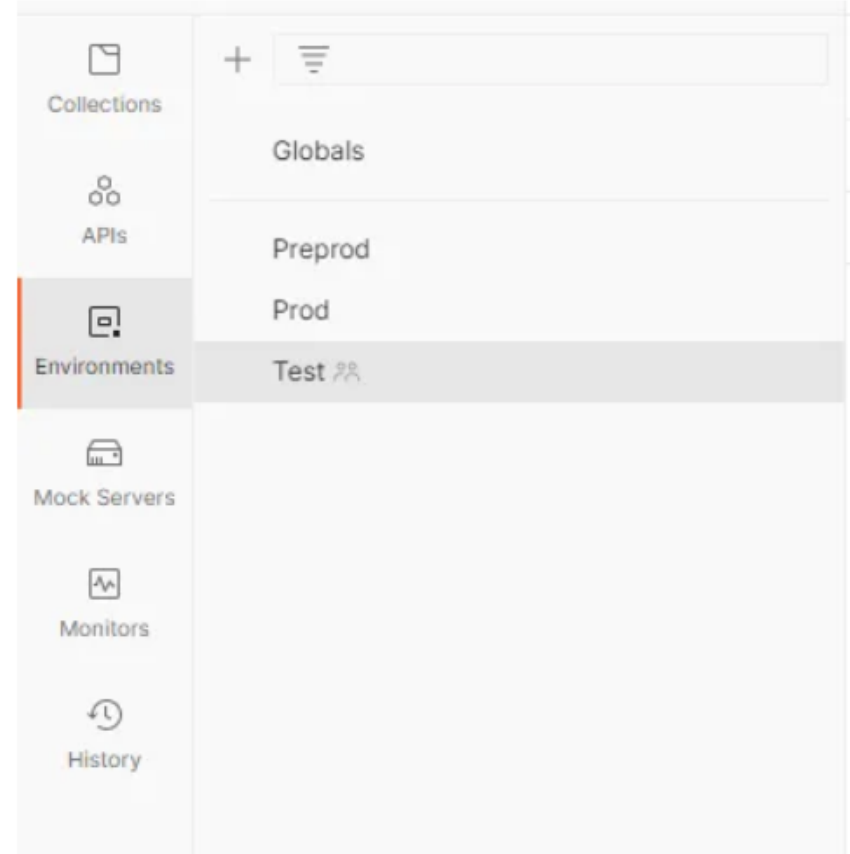 Collections
APIs
Environments
Mock Servers
Monitors
History
Globals
Preprod
Prod
Test